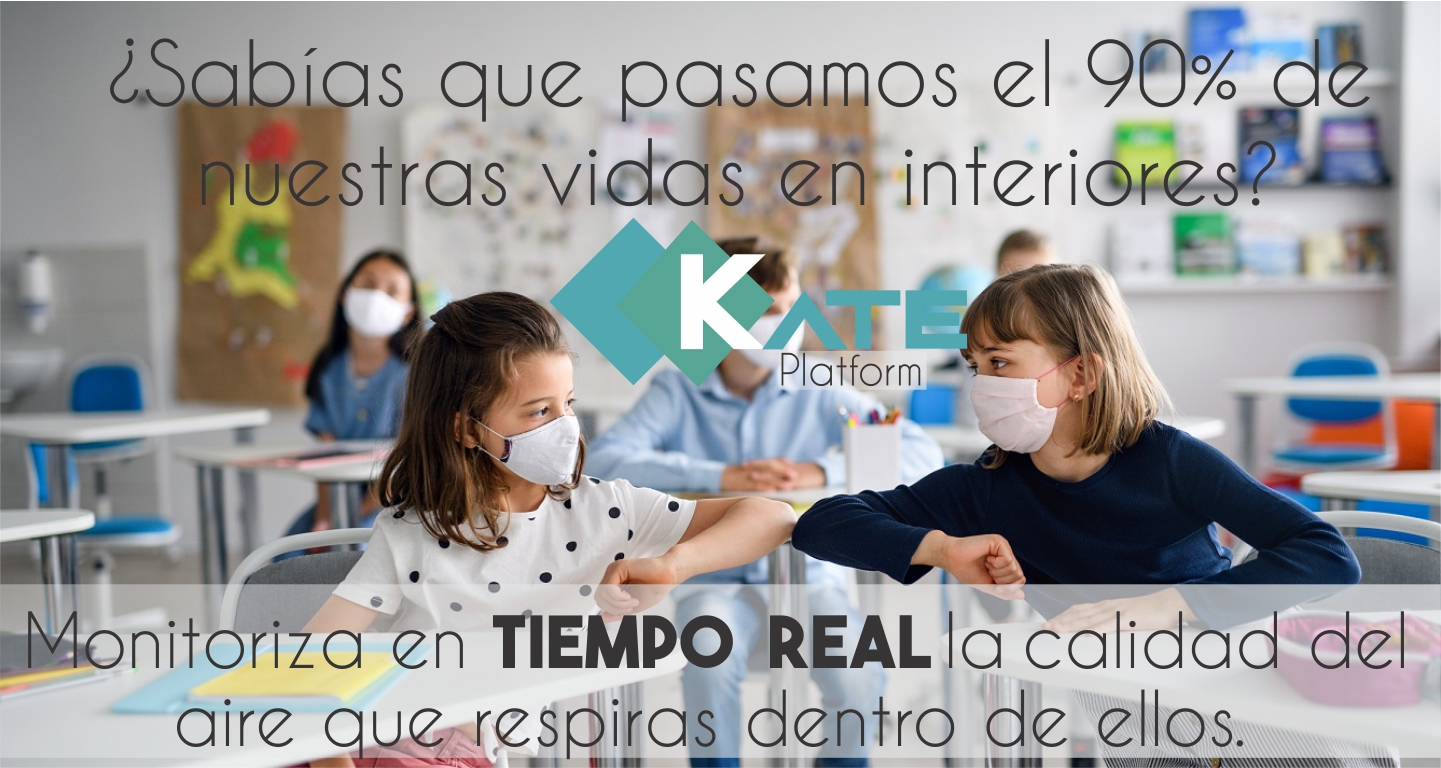 ¿Sabías que pasamos el 90% de
nuestras vidas en interiores?
KATE
Platform
Monitoriza en TIEMPO REAL la calidad del
aire que respiras dentro de ellos.